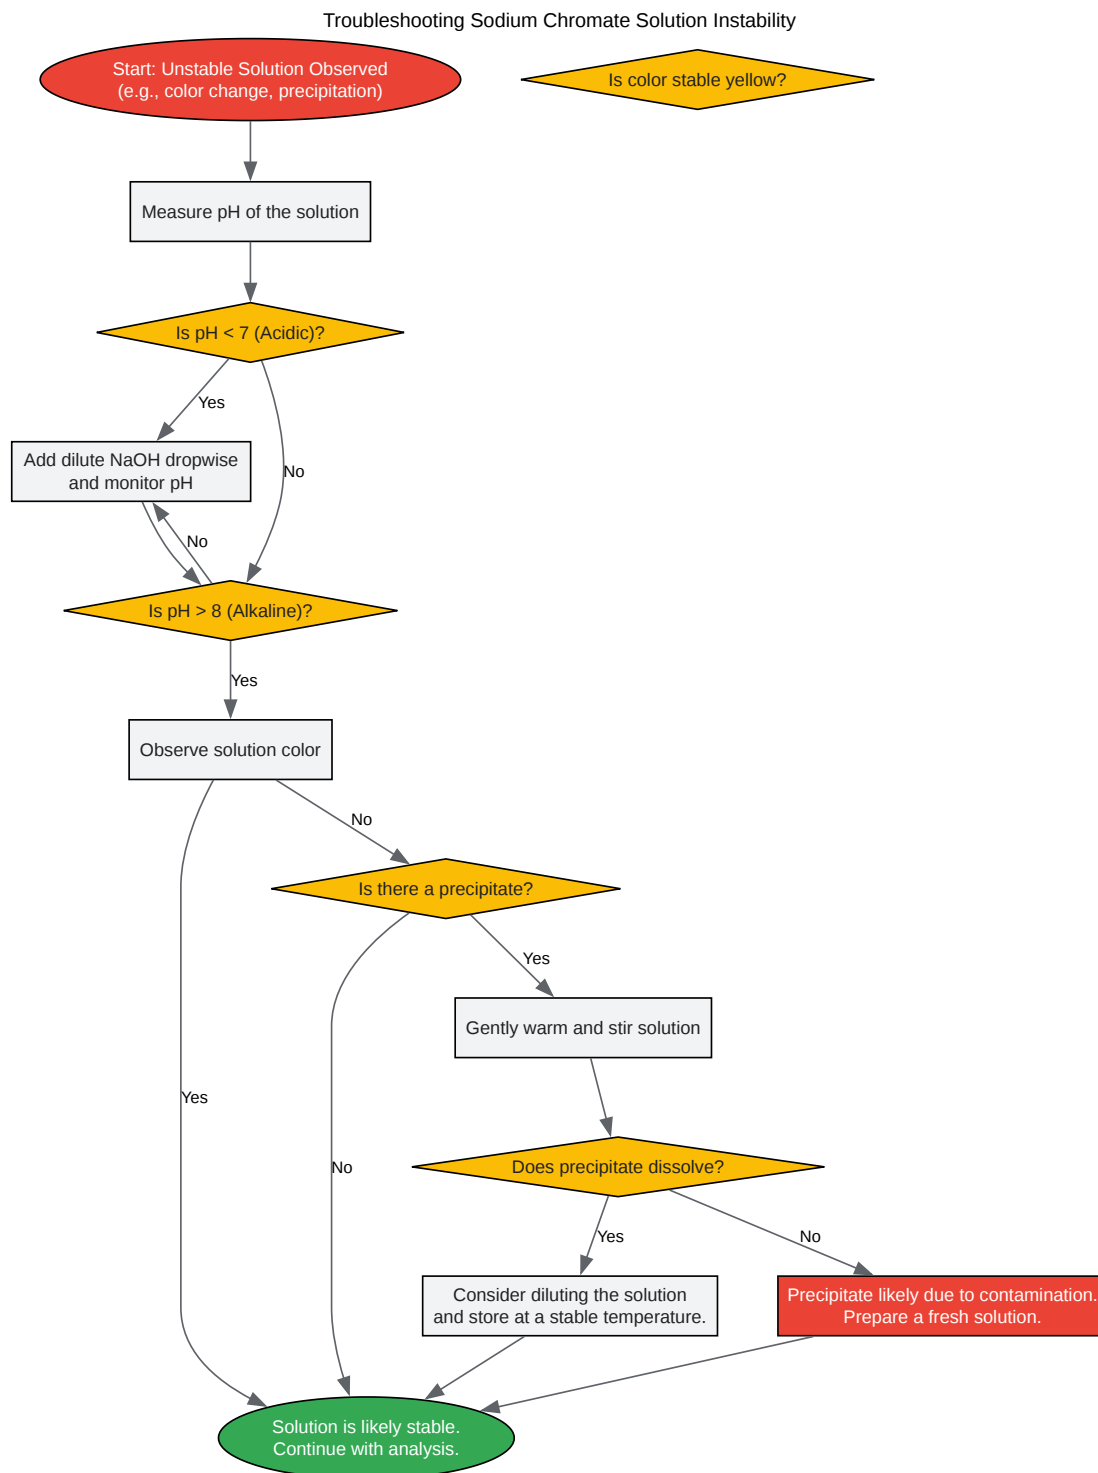 Troubleshooting Sodium Chromate Solution Instability
Start: Unstable Solution Observed
(e.g., color change, precipitation)
Is color stable yellow?
Measure pH of the solution
Is pH < 7 (Acidic)?
Yes
Add dilute NaOH dropwise
and monitor pH
No
No
Is pH > 8 (Alkaline)?
Yes
Observe solution color
No
Is there a precipitate?
Yes
Gently warm and stir solution
Yes
No
Does precipitate dissolve?
Yes
No
Consider diluting the solution
and store at a stable temperature.
Precipitate likely due to contamination.
Prepare a fresh solution.
Solution is likely stable.
Continue with analysis.